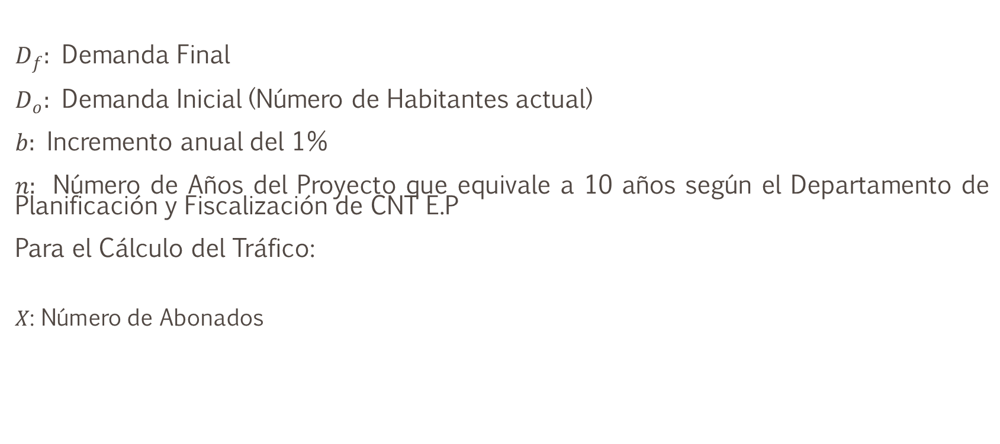 D_f: Demanda Final
D_o: Demanda Inicial (Número de Habitantes actual)
b: Incremento anual del 1%
n: Número de Años del Proyecto que equivale a 10 años según el Departamento de
Planificación y Fiscalización de CNT E.P
Para el Cálculo del Tráfico:
X: Número de Abonados